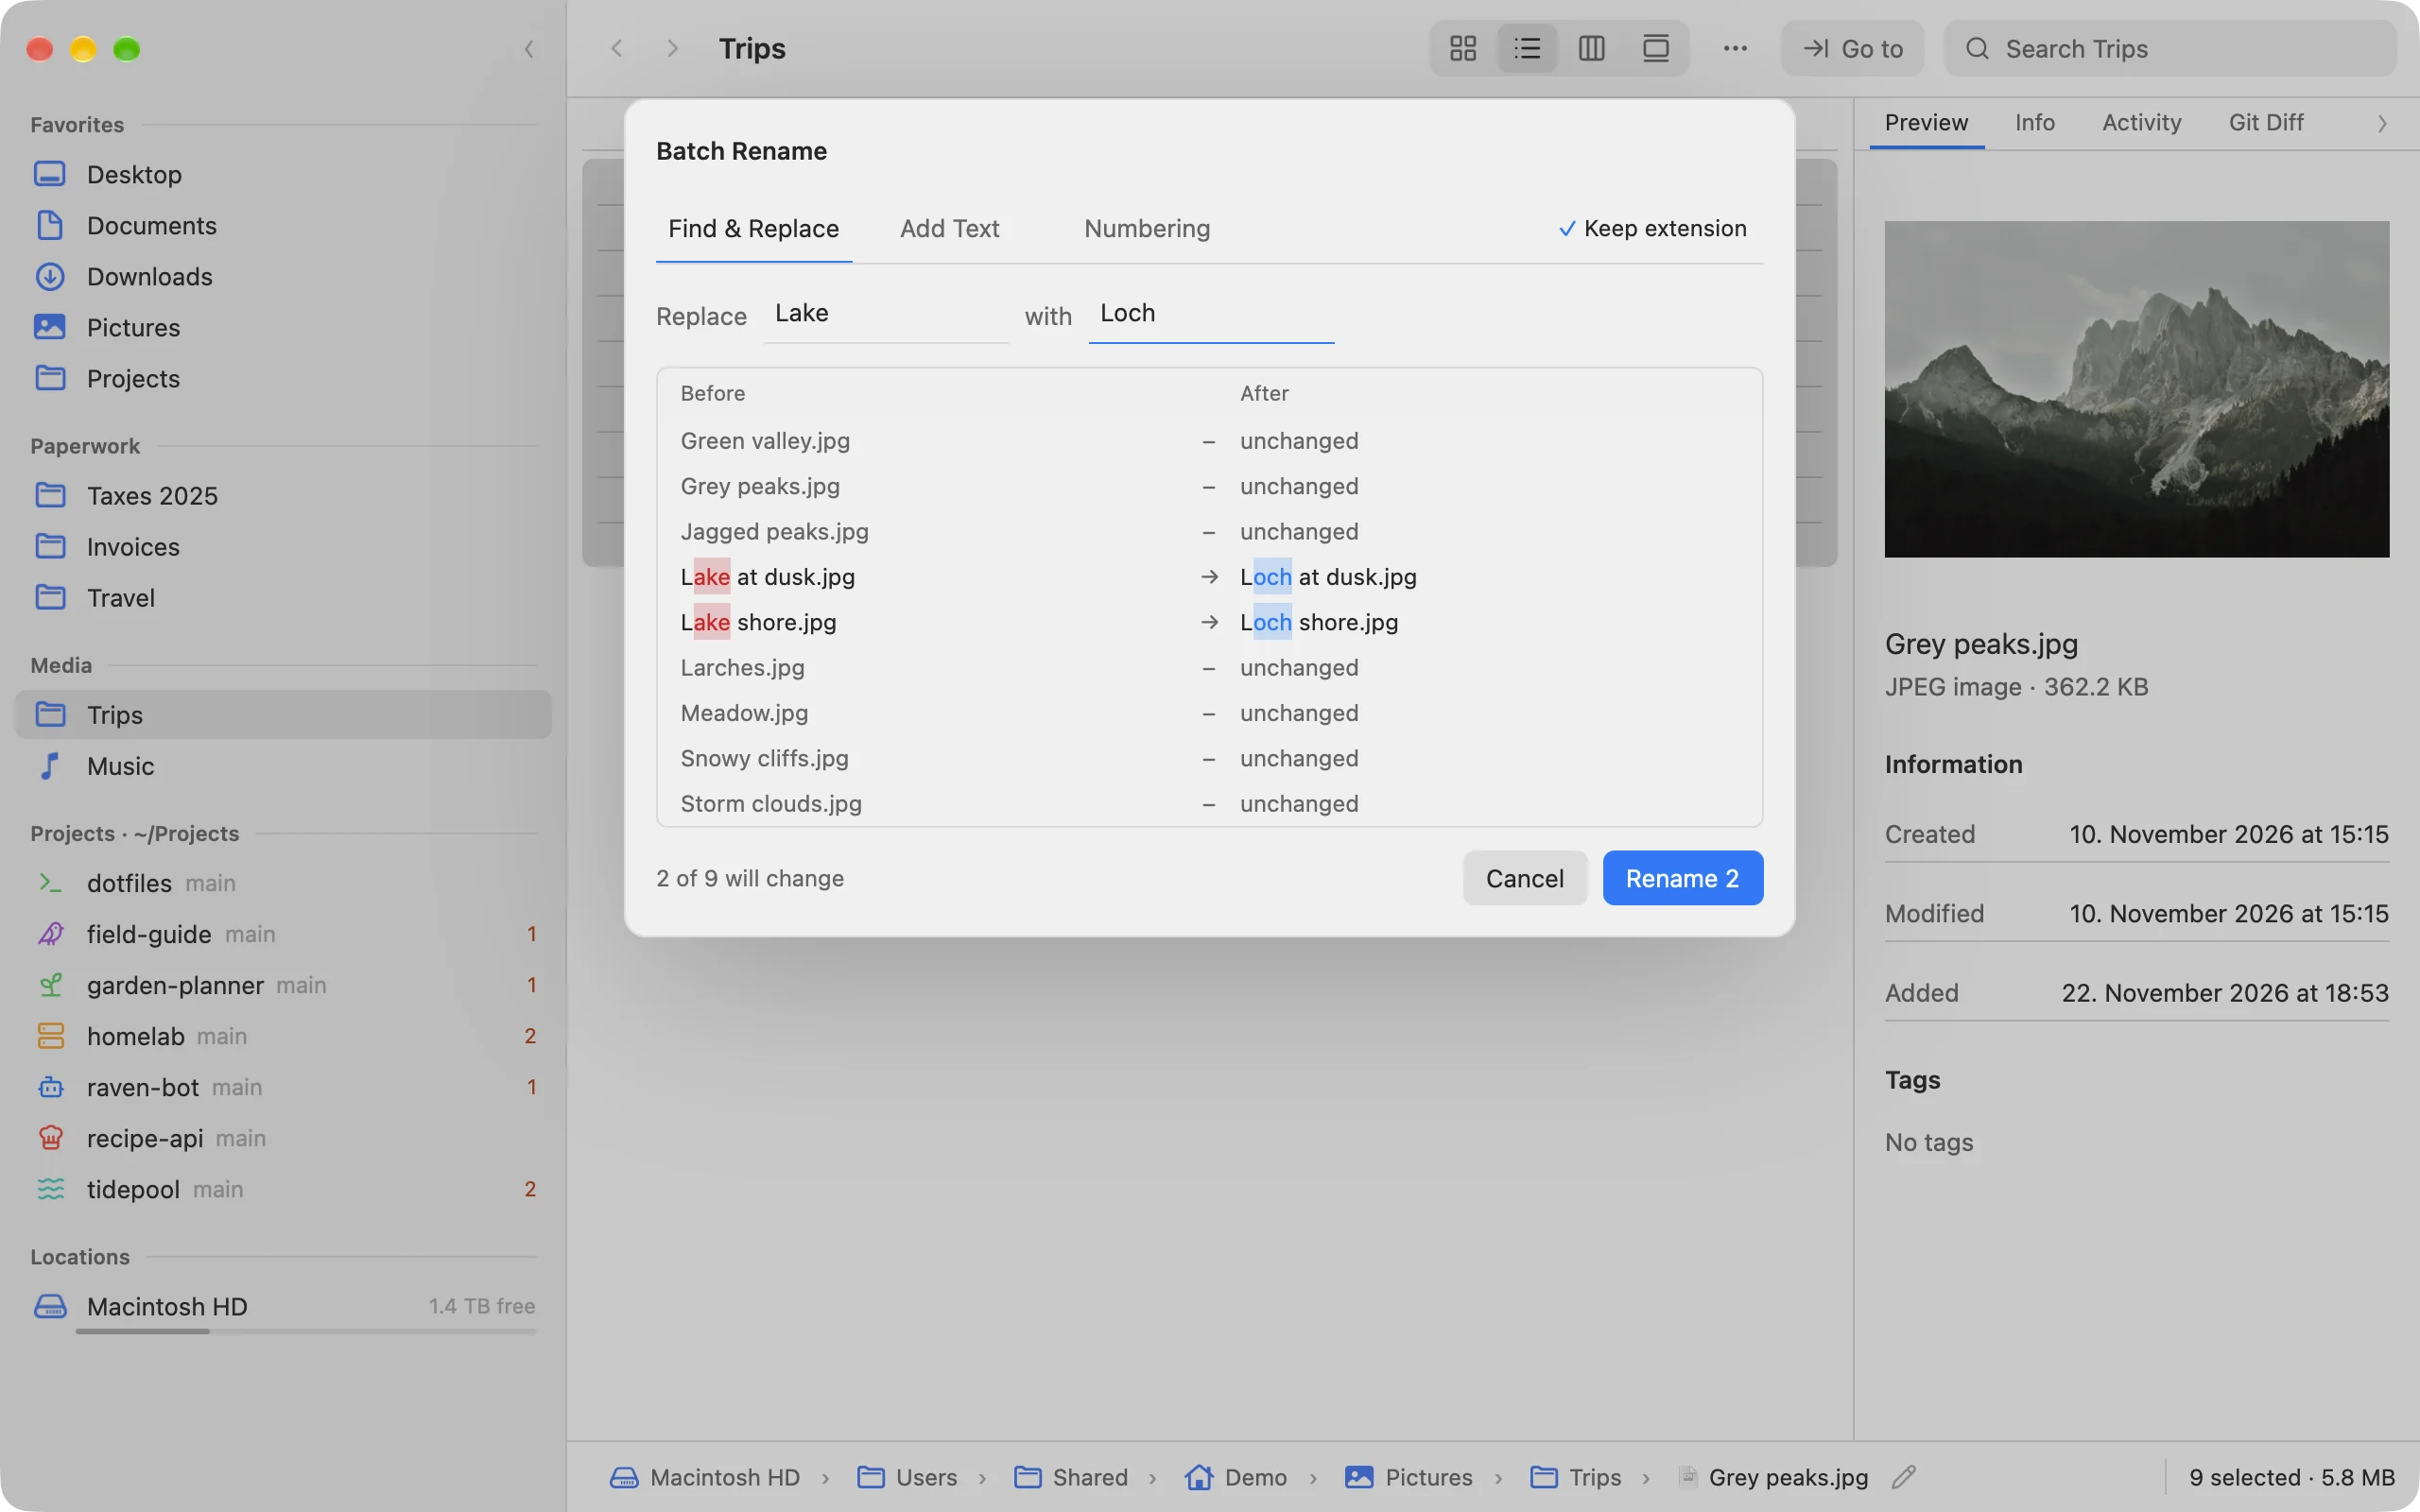 Trips
Go to
Search Trips
Favorites
Desktop
Documents
Downloads
Pictures
Projects
Paperwork
Taxes 2025
Invoices
Travel
Media
Trips
Music
Projects · ~/Projects
dotfiles main
field-guide main 1
garden-planner main 1
homelab main 2
raven-bot main 1
recipe-api main
tidepool main 2
Locations
Macintosh HD 1.4 TB free
Batch Rename
Find & Replace Add Text Numbering ✓ Keep extension
Replace Lake with Loch
Before After
Green valley.jpg – unchanged
Grey peaks.jpg – unchanged
Jagged peaks.jpg – unchanged
Lake at dusk.jpg → Loch at dusk.jpg
Lake shore.jpg → Loch shore.jpg
Larches.jpg – unchanged
Meadow.jpg – unchanged
Snowy cliffs.jpg – unchanged
Storm clouds.jpg – unchanged
2 of 9 will change Cancel Rename 2
Preview Info Activity Git Diff
Grey peaks.jpg
JPEG image · 362.2 KB
Information
Created 10. November 2026 at 15:15
Modified 10. November 2026 at 15:15
Added 22. November 2026 at 18:53
Tags
No tags
Macintosh HD › Users › Shared › Demo › Pictures › Trips › Grey peaks.jpg
9 selected · 5.8 MB